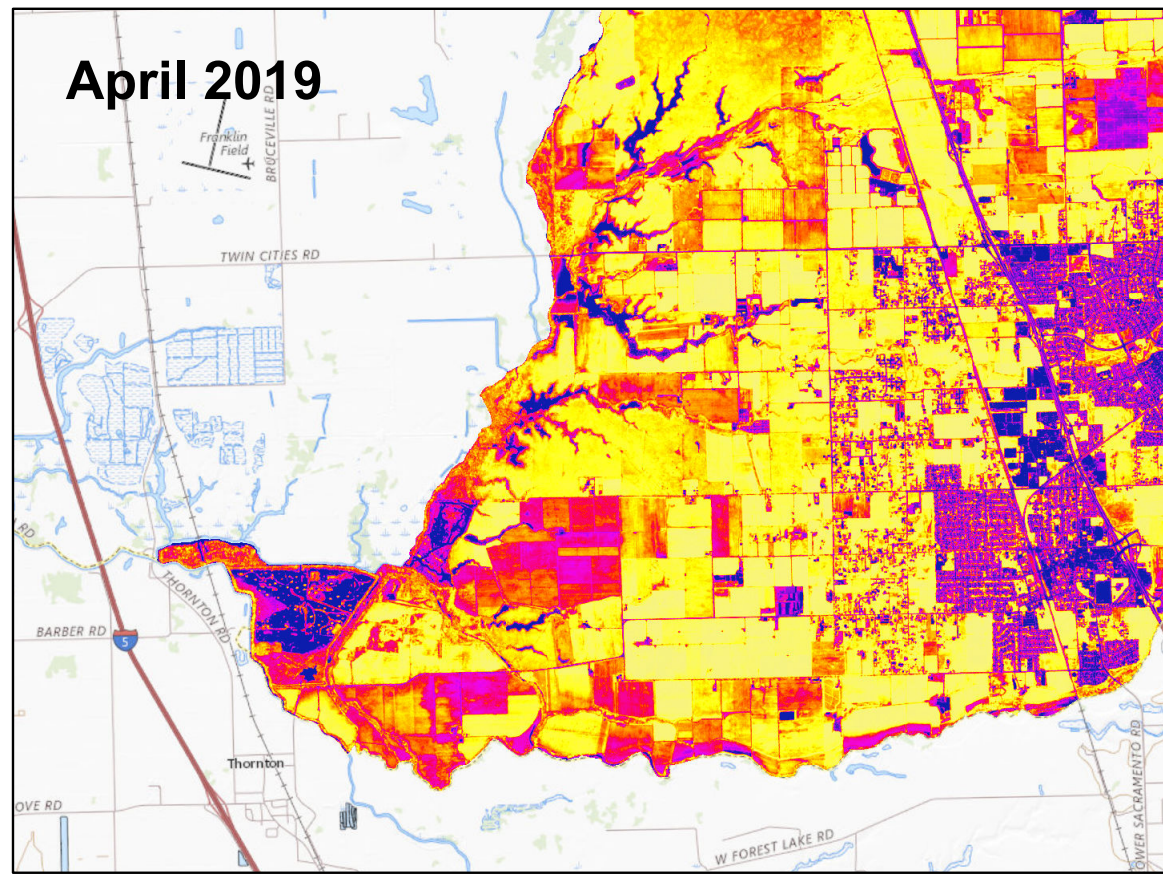 April 2019
Franklin
Field
BRUCEVILLE RD
TWIN CITIES RD
RD
THORNTON RD
BARBER RD
5
Thornton
OVE RD
W FOREST LAKE RD
OWER SACRAMENTO RD